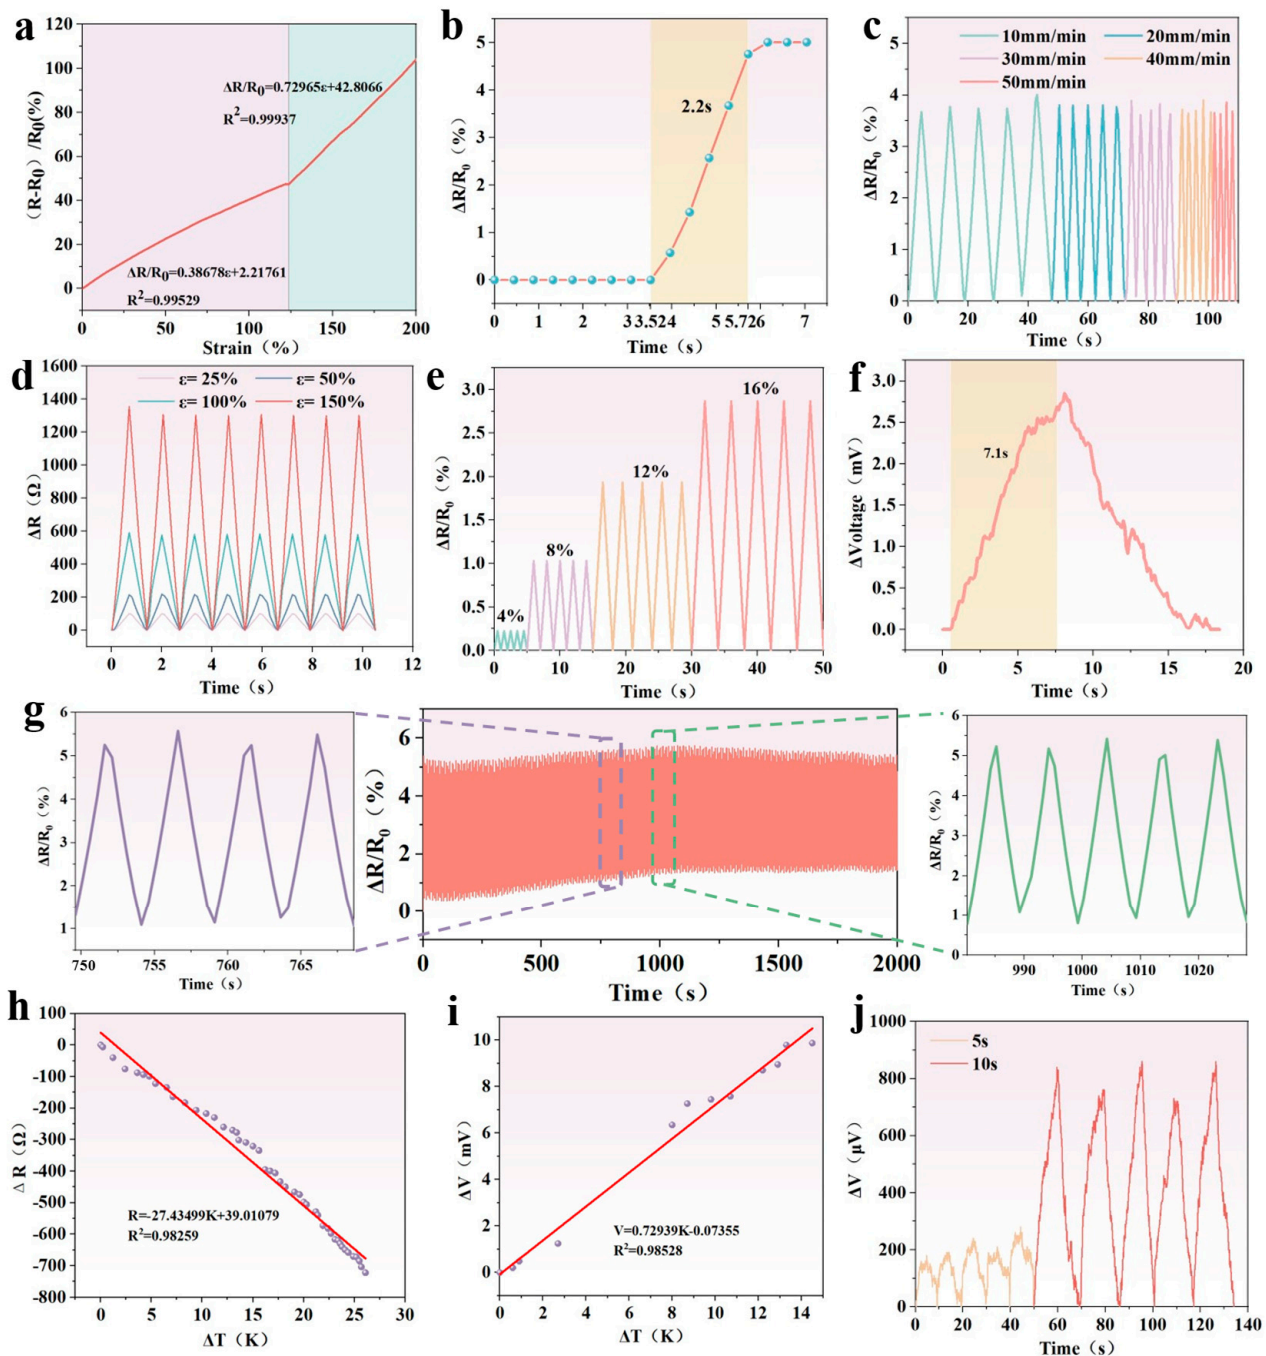 a
120
100
80
60
40
20
0
（R-R0）/R0(%)
ΔR/R0=0.72965ε+42.8066
R2=0.99937
ΔR/R0=0.38678ε+2.21761
R2=0.99529
0 50 100 150 200
Strain（%）
b
5
4
3
2
1
0
ΔR/R0（%）
2.2s
0 1 2 33.524 55.726 7
Time（s）
c
5
4
3
2
1
0
ΔR/R0（%）
10mm/min 20mm/min
30mm/min 40mm/min
50mm/min
0 20 40 60 80 100
Time（s）
d
1600
1400
1200
1000
800
600
400
200
0
ΔR（Ω）
ε= 25% ε= 50%
ε= 100% ε= 150%
0 2 4 6 8 10 12
Time（s）
e
3.0
2.5
2.0
1.5
1.0
0.5
0.0
ΔR/R0（%）
4%
8%
12%
16%
0 10 20 30 40 50
Time（s）
f
3.0
2.5
2.0
1.5
1.0
0.5
0.0
ΔVoltage（mV）
7.1s
0 5 10 15 20
Time（s）
g
6
5
4
3
2
1
ΔR/R0（%）
750 755 760 765
Time（s）
6
4
2
0
ΔR/R0（%）
0 500 1000 1500 2000
Time（s）
6
5
4
3
2
1
0
ΔR/R0（%）
990 1000 1010 1020
Time（s）
h
100
0
-100
-200
-300
-400
-500
-600
-700
-800
Δ R（Ω）
R=-27.43499K+39.01079
R2=0.98259
0 5 10 15 20 25 30
ΔT（K）
i
10
8
6
4
2
0
ΔV（mV）
V=0.72939K-0.07355
R2=0.98528
0 2 4 6 8 10 12 14
ΔT（K）
j
1000
800
600
400
200
0
ΔV（μV）
5s
10s
0 20 40 60 80 100 120 140
Time（s）